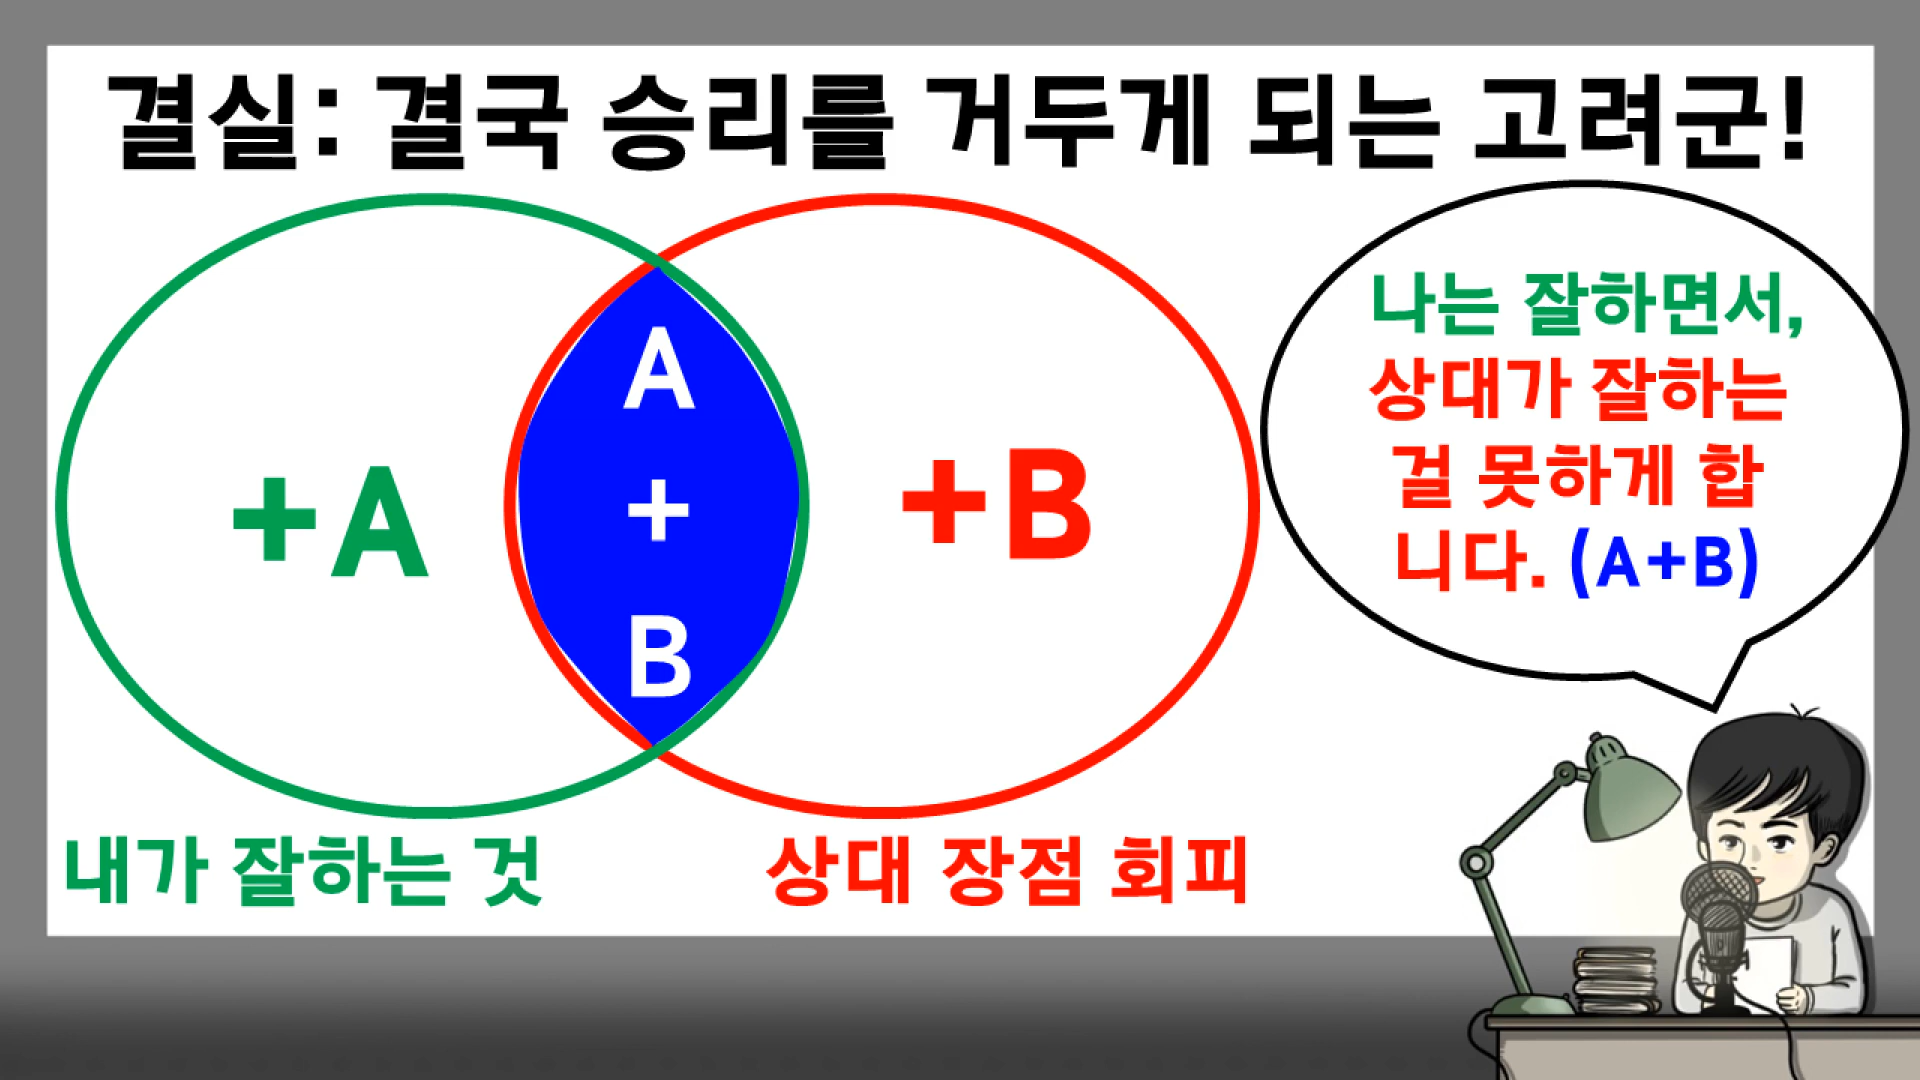 결실: 결국 승리를 거두게 되는 고려군!
+A
A
+
B
+B
내가 잘하는 것
상대 장점 회피
나는 잘하면서,
상대가 잘하는
걸 못하게 합
니다. (A+B)